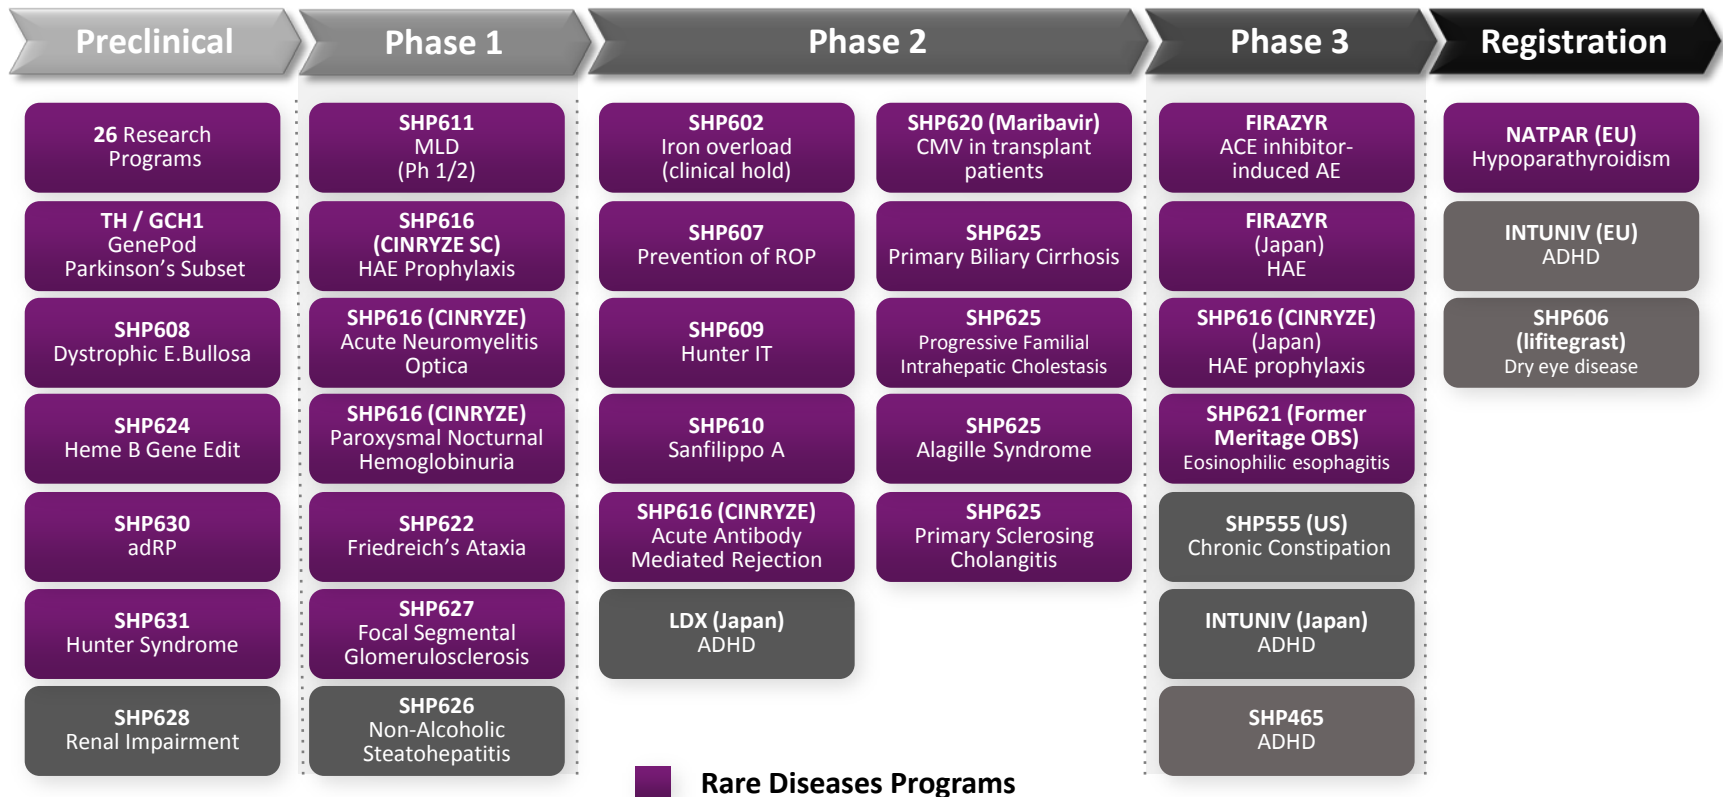 Preclinical
Phase 1
Phase 2
Phase 3
Registration
26 Research
Programs
TH / GCH1
GenePod
Parkinson's Subset
SHP608
Dystrophic E.Bullosa
SHP624
Heme B Gene Edit
SHP630
adRP
SHP631
Hunter Syndrome
SHP628
Renal Impairment
SHP611
MLD
(Ph 1/2)
SHP616
(CINRYZE SC)
HAE Prophylaxis
SHP616 (CINRYZE)
Acute Neuromyelitis
Optica
SHP616 (CINRYZE)
Paroxysmal Nocturnal
Hemoglobinuria
SHP622
Friedreich's Ataxia
SHP627
Focal Segmental
Glomerulosclerosis
SHP626
Non-Alcoholic
Steatohepatitis
SHP602
Iron overload
(clinical hold)
SHP607
Prevention of ROP
SHP609
Hunter IT
SHP610
Sanfilippo A
SHP616 (CINRYZE)
Acute Antibody
Mediated Rejection
LDX (Japan)
ADHD
SHP620 (Maribavir)
CMV in transplant
patients
SHP625
Primary Biliary Cirrhosis
SHP625
Progressive Familial
Intrahepatic Cholestasis
SHP625
Alagille Syndrome
SHP625
Primary Sclerosing
Cholangitis
FIRAZYR
ACE inhibitor-
induced AE
FIRAZYR
(Japan)
HAE
SHP616 (CINRYZE)
(Japan)
HAE prophylaxis
SHP621 (Former
Meritage OBS)
Eosinophilic esophagitis
SHP555 (US)
Chronic Constipation
INTUNIV (Japan)
ADHD
SHP465
ADHD
NATPAR (EU)
Hypoparathyroidism
INTUNIV (EU)
ADHD
SHP606
(lifitegrast)
Dry eye disease
Rare Diseases Programs